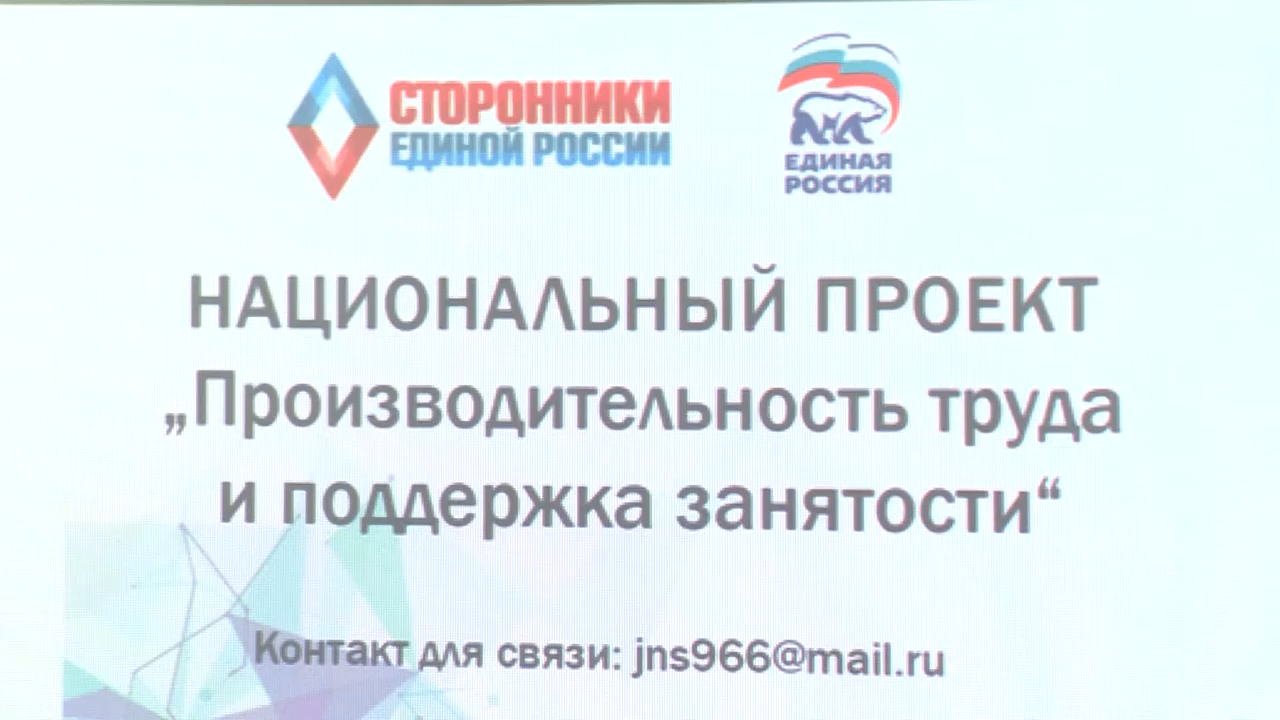 СТОРОННИКИ
ЕДИНОЙ РОССИИ
ЕДИНАЯ
РОССИЯ
НАЦИОНАЛЬНЫЙ ПРОЕКТ
„Производительность труда
и поддержка занятости“
Контакт для связи: jns966@mail.ru